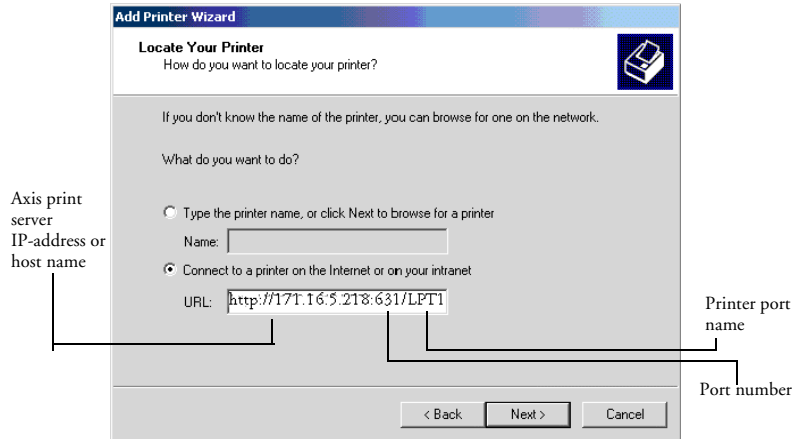 Add Printer Wizard
Locate Your Printer
How do you want to locate your printer?
If you don't know the name of the printer, you can browse for one on the network.
What do you want to do?
Axis print
server
IP-address or
host name
Type the printer name, or click Next to browse for a printer
Name:
Connect to a printer on the Internet or on your intranet
URL: http://171.16.5.218:631/LPT1
Printer port
name
Port number
< Back Next > Cancel